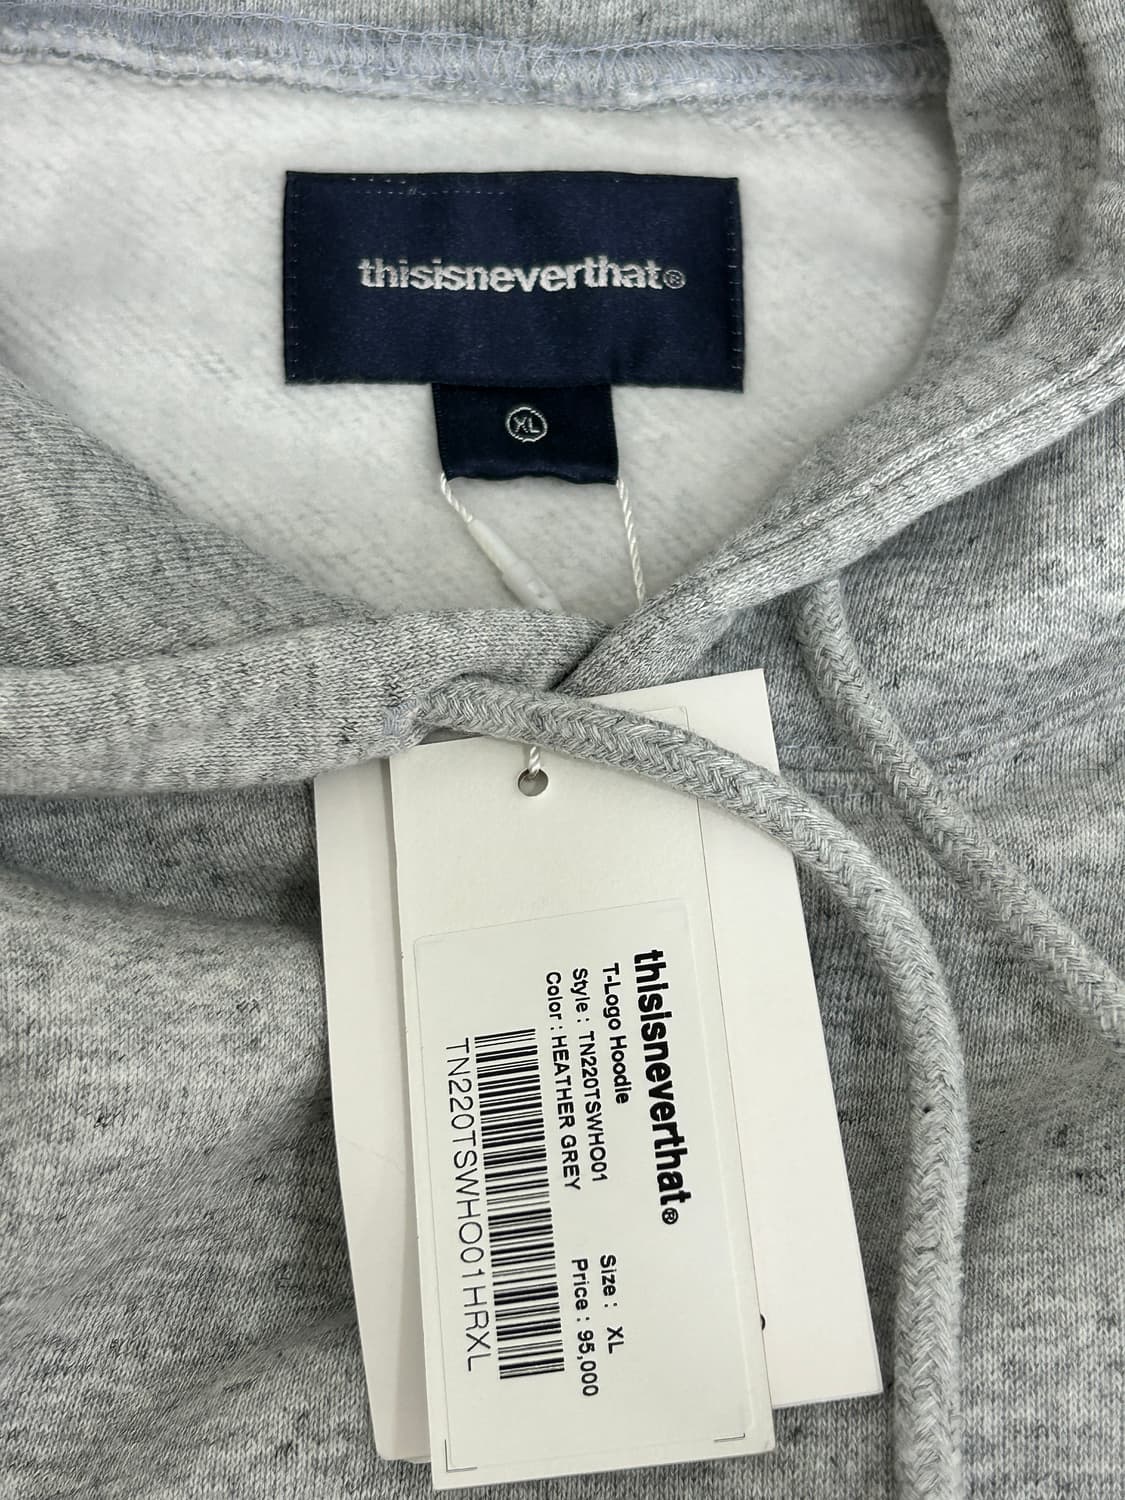 thisisneverthat®
XL
thisisneverthat®
T-Logo Hoodie
Size : XL
Style : TN220TSWHO01
Price : 95,000
Color : HEATHER GREY
TN220TSWHO01HRXL